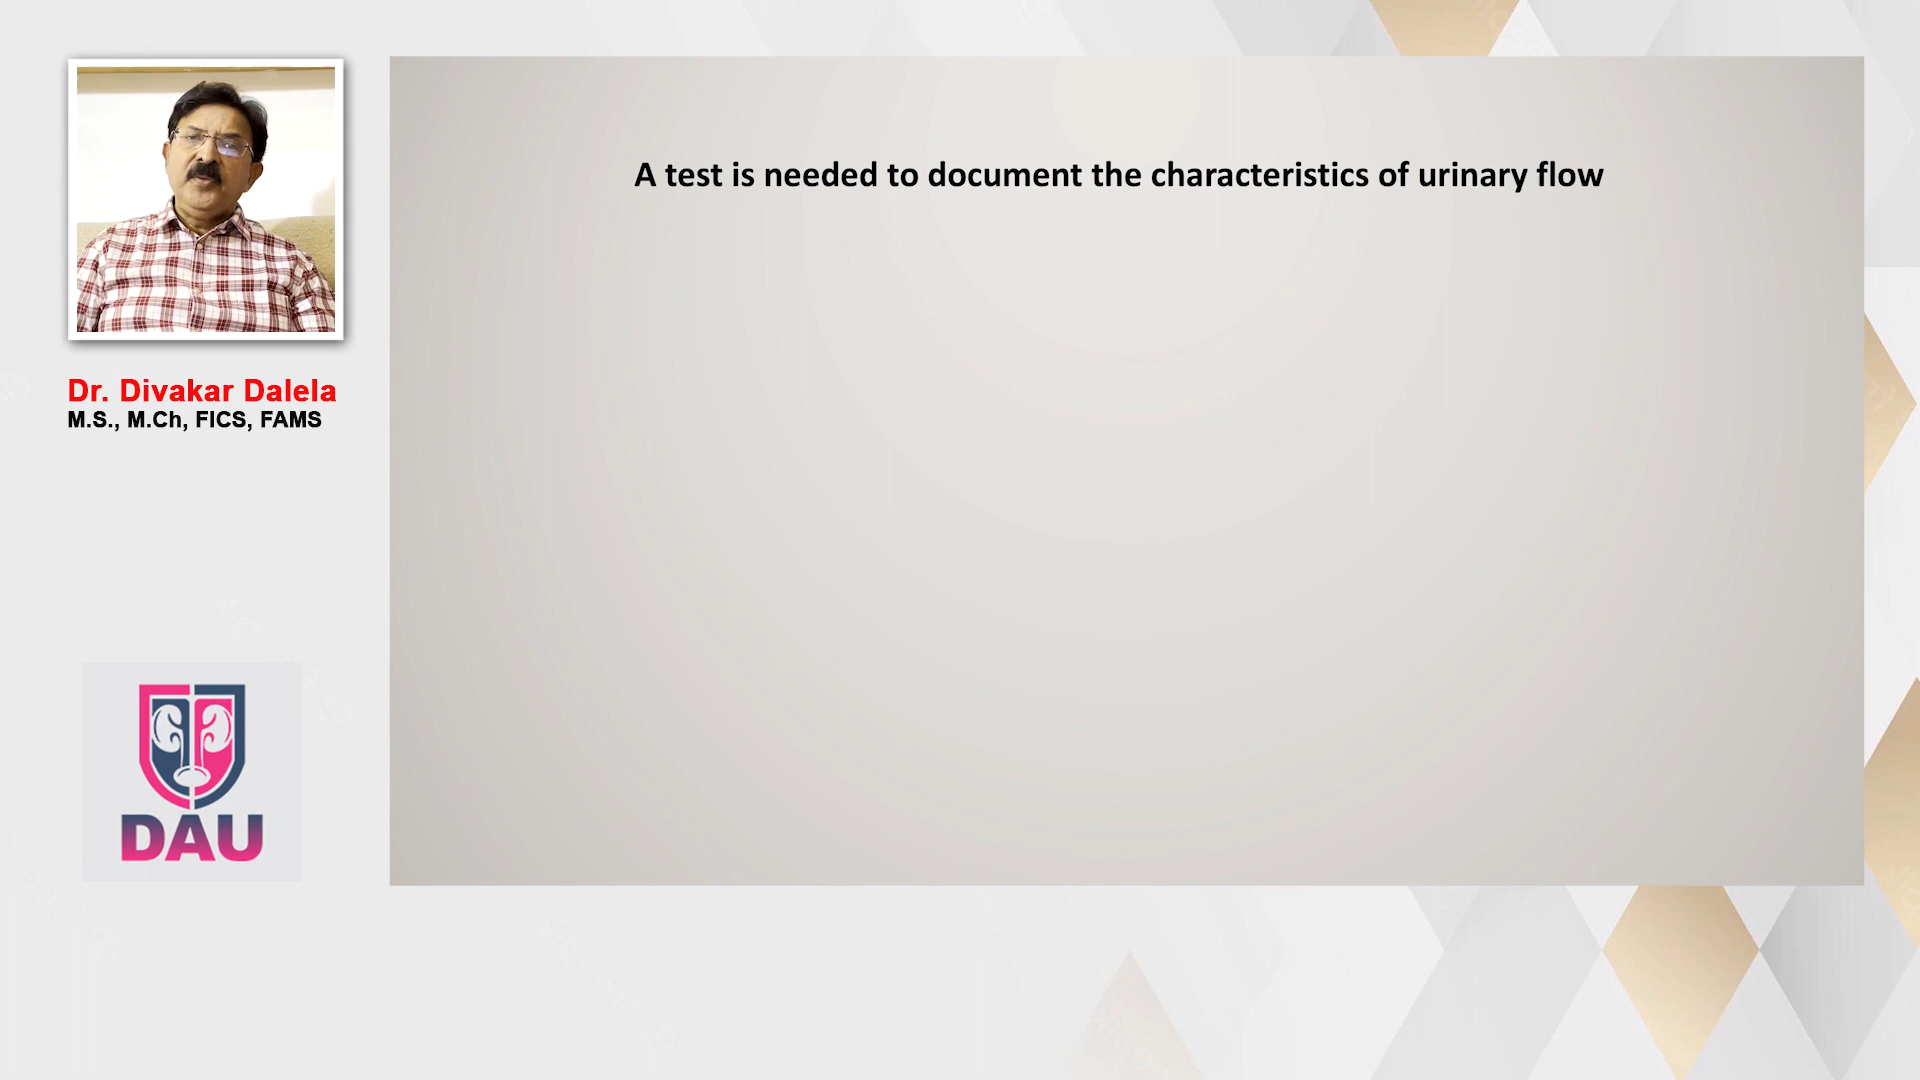 A test is needed to document the characteristics of urinary flow
Dr. Divakar Dalela
M.S., M.Ch, FICS, FAMS
DAU